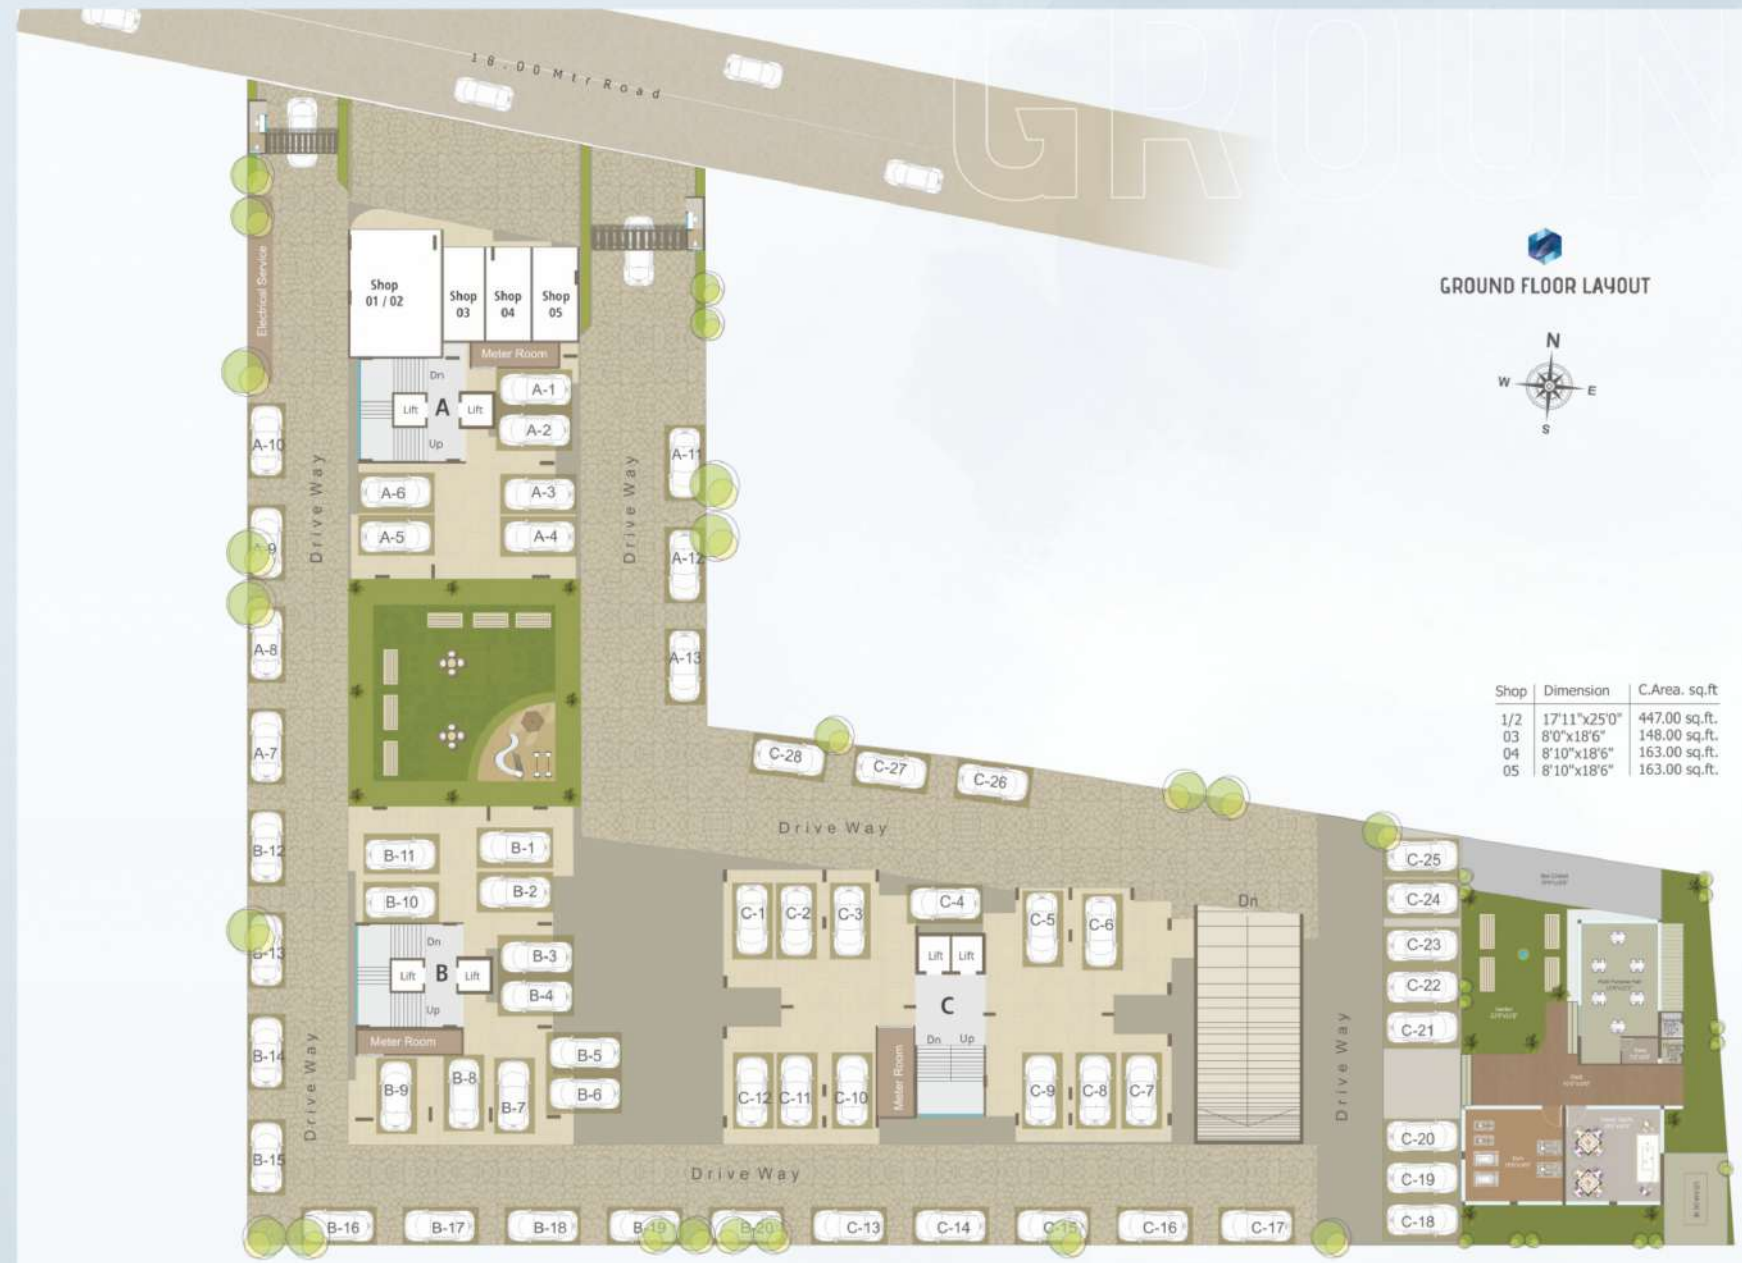 GROUN
18.00 Mtr Road
GROUND FLOOR LAYOUT
N
W
E
S
Electrical Service
Shop
01 / 02
Shop
03
Shop
04
Shop
05
Meter Room
Dn
Lift
A
Lift
Up
A-1
A-2
A-3
A-4
A-5
A-6
A-10
A-9
A-8
A-7
Drive Way
Drive Way
A-11
A-12
A-13
Shop
Dimension
C.Area. sq.ft
1/2
17'11"x25'0"
447.00 sq.ft.
03
8'0"x18'6"
148.00 sq.ft.
04
8'10"x18'6"
163.00 sq.ft.
05
8'10"x18'6"
163.00 sq.ft.
C-28
C-27
C-26
Drive Way
B-12
B-13
B-14
B-15
B-11
B-1
B-10
B-2
Dn
Lift
B
Lift
Up
Meter Room
B-3
B-4
B-5
B-6
B-9
B-8
B-7
Drive Way
C-1
C-2
C-3
C-4
C-5
C-6
Lift
Lift
C
Dn
Up
Meter Room
C-12
C-11
C-10
C-9
C-8
C-7
Dn
Drive Way
C-25
C-24
C-23
C-22
C-21
C-20
C-19
C-18
Drive Way
B-16
B-17
B-18
B-19
B-20
C-13
C-14
C-15
C-16
C-17